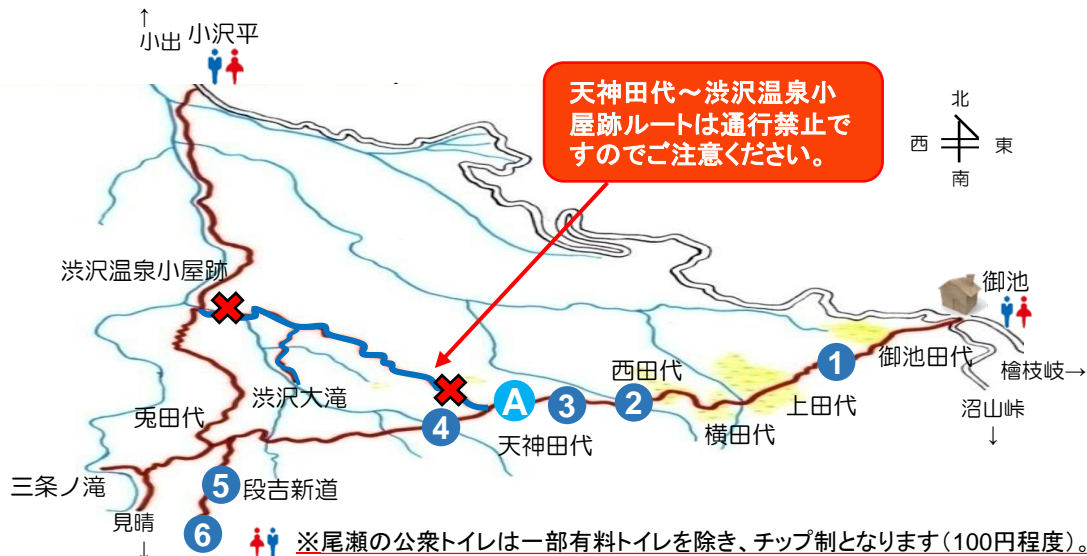 ↑
小出
小沢平
天神田代～渋沢温泉小
屋跡ルートは通行禁止で
すのでご注意ください。
北
西 東
南
渋沢温泉小屋跡
御池
御池田代
1
檜枝岐→
西田代
上田代
沼山峠
↓
渋沢大滝
A
3
2
兎田代
4
天神田代
横田代
三条ノ滝
5
段吉新道
見晴
↓
6
※尾瀬の公衆トイレは一部有料トイレを除き、チップ制となります(100円程度)